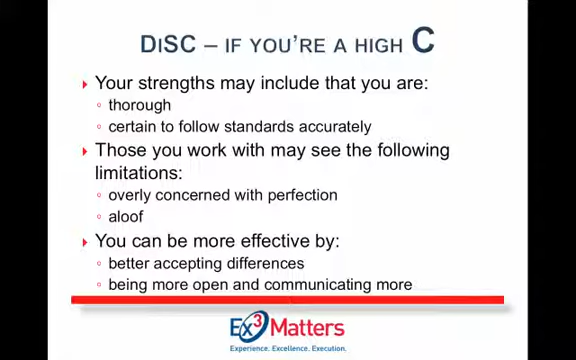 DiSC – IF YOU'RE A HIGH C
Your strengths may include that you are:
thorough
certain to follow standards accurately
Those you work with may see the following
limitations:
overly concerned with perfection
aloof
You can be more effective by:
better accepting differences
being more open and communicating more
Ex3 Matters
Experience. Excellence. Execution.